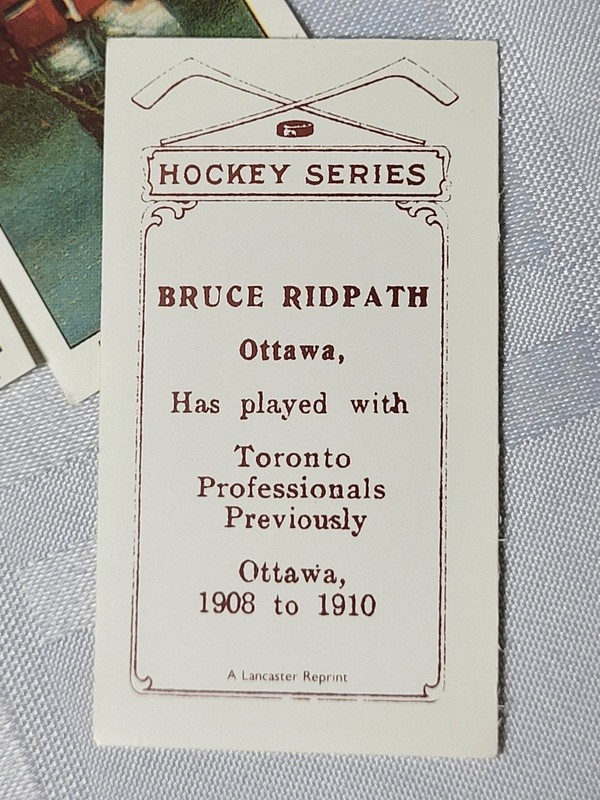 HOCKEY SERIES
BRUCE RIDPATH
Ottawa,
Has played with
Toronto
Professionals
Previously
Ottawa,
1908 to 1910
A Lancaster Reprint